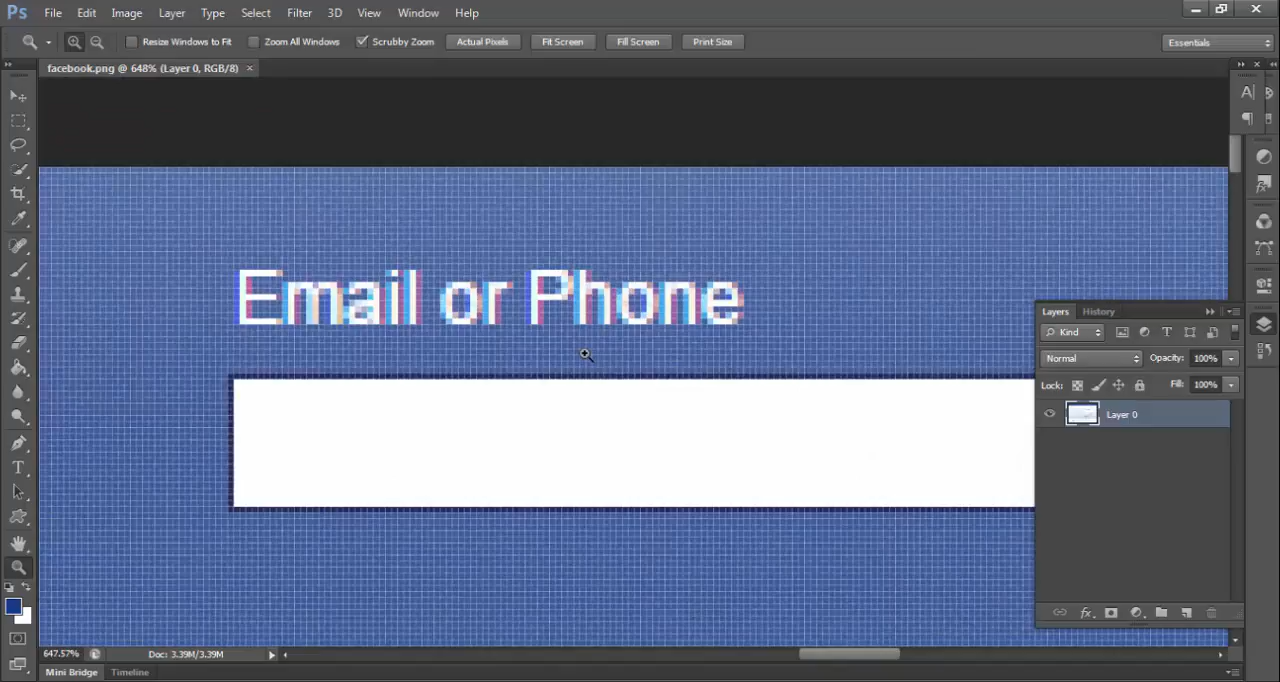 Ps File Edit Image Layer Type Select Filter 3D View Window Help
Resize Windows to Fit Zoom All Windows Scrubby Zoom Actual Pixels Fit Screen Fill Screen Print Size Essentials
facebook.png @ 648% (Layer 0, RGB/8) ×
Email or Phone
Layers History
Kind
Normal Opacity: 100%
Lock: Fill: 100%
Layer 0
647.57% Doc: 3.39M/3.39M
Mini Bridge Timeline